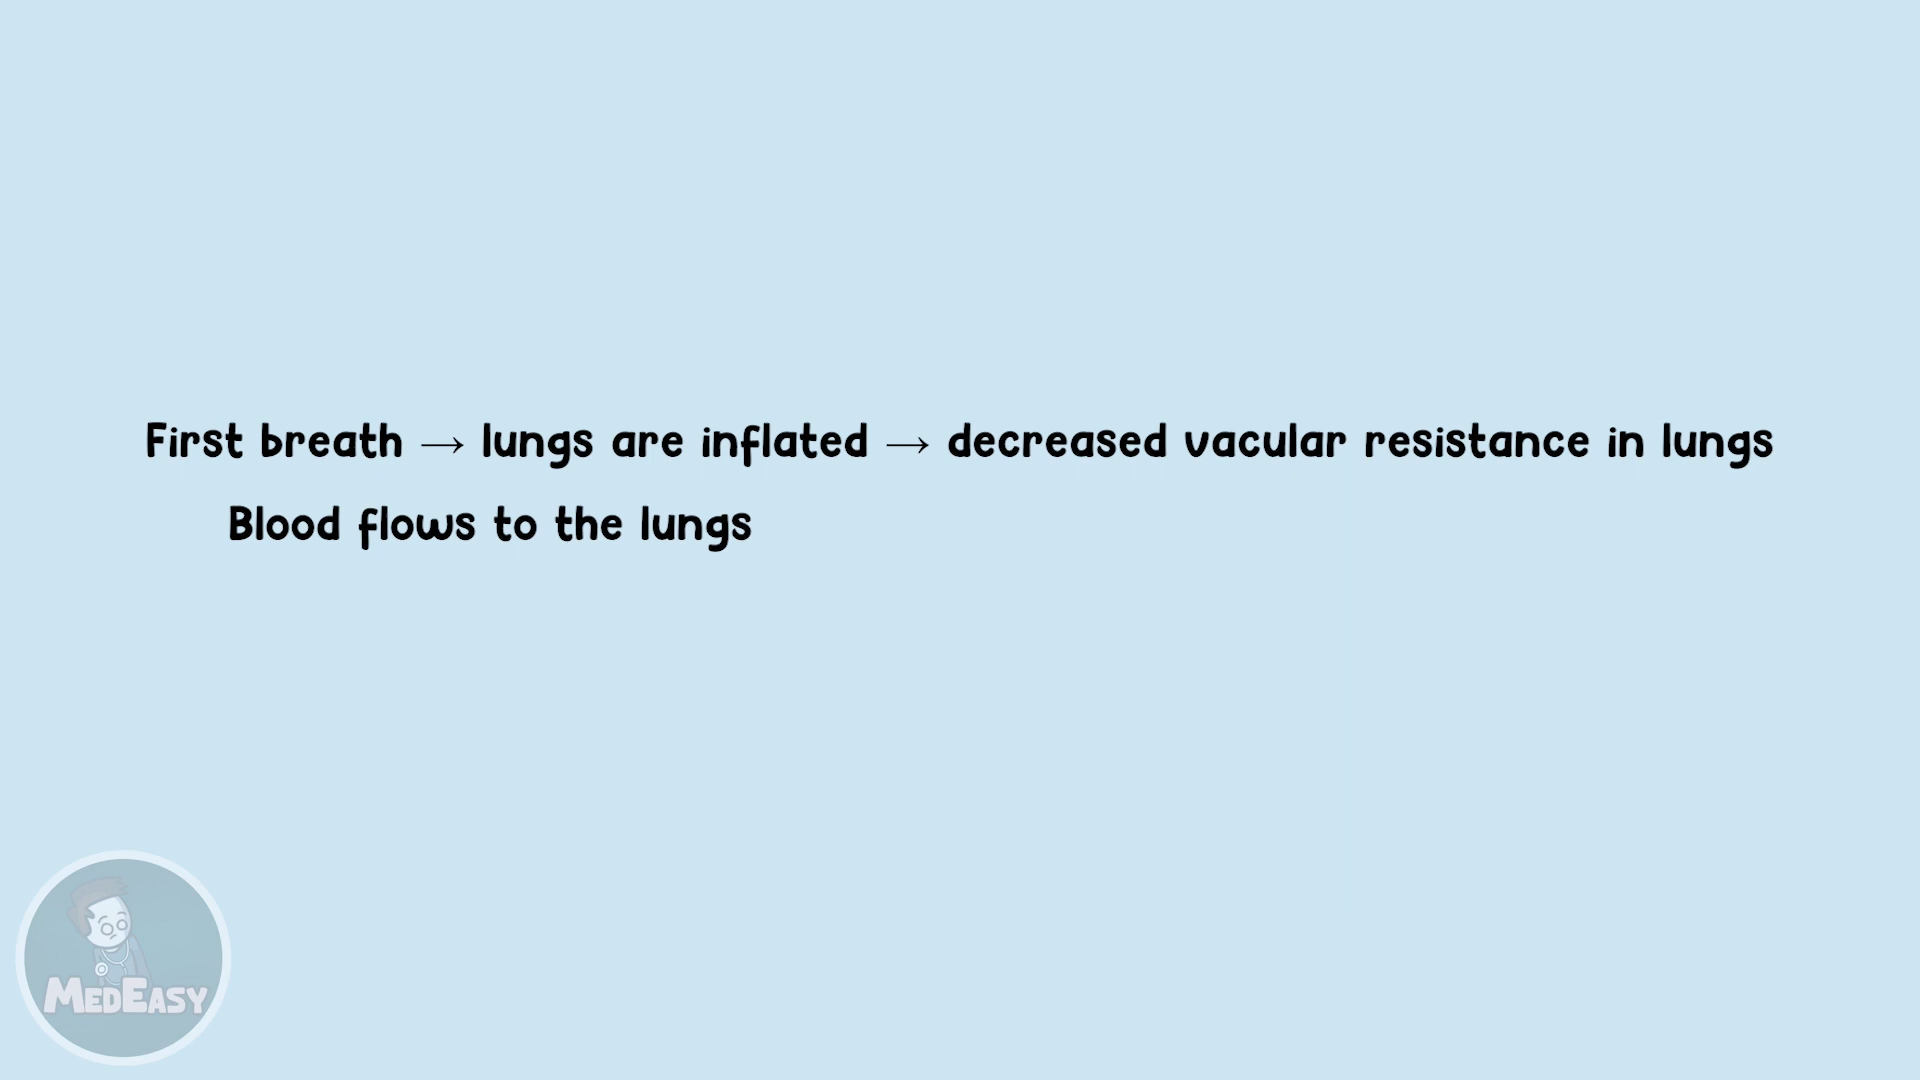 First breath → lungs are inflated → decreased vacular resistance in lungs
Blood flows to the lungs
MEDEASY